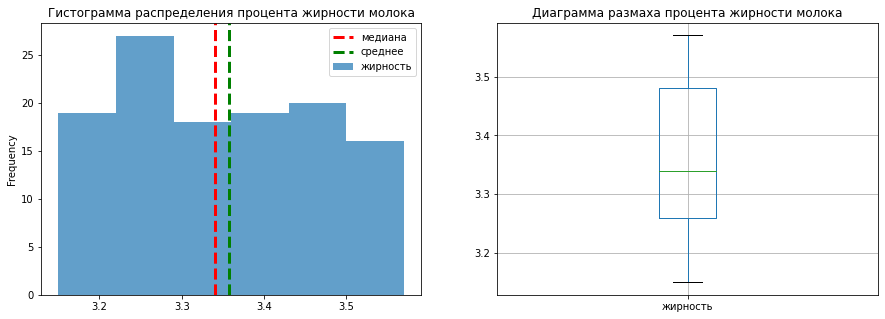 Гистограмма распределения процента жирности молока
медиана
среднее
жирность
Frequency
25
20
15
10
5
0
3.2
3.3
3.4
3.5
Диаграмма размаха процента жирности молока
3.5
3.4
3.3
3.2
жирность